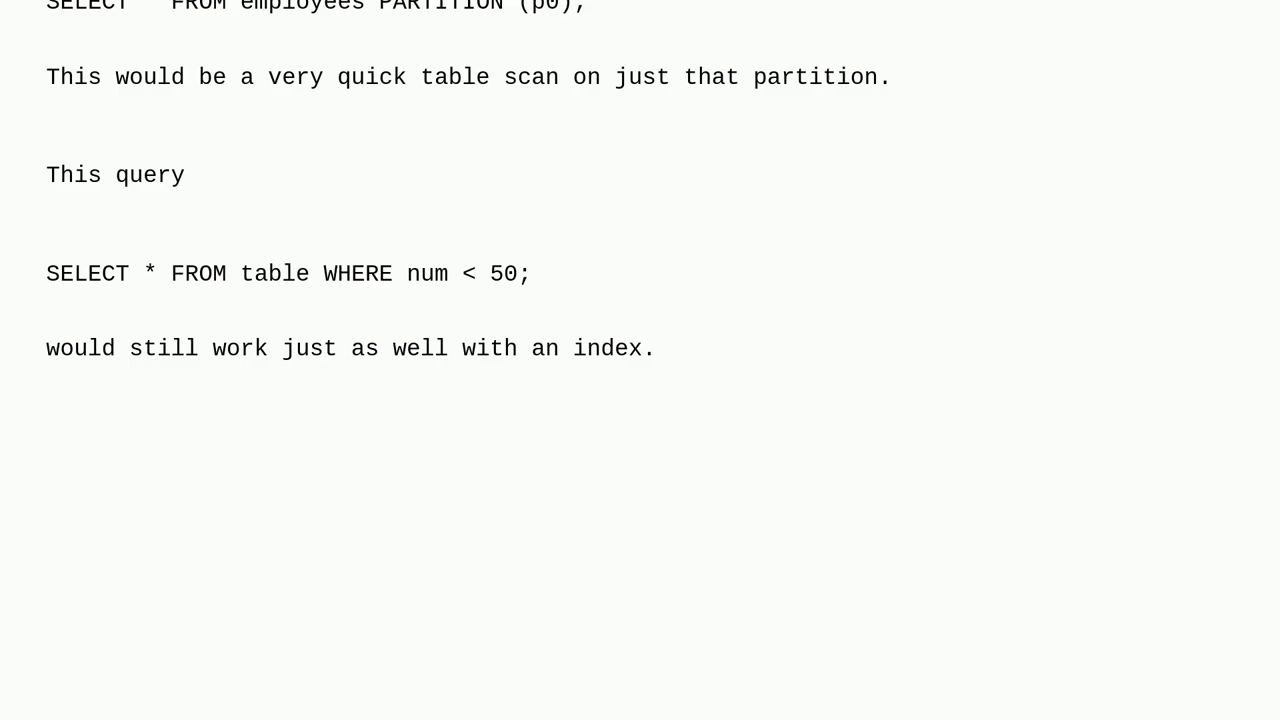 SELECT * FROM employees PARTITION (p0);
This would be a very quick table scan on just that partition.
This query
SELECT * FROM table WHERE num < 50;
would still work just as well with an index.